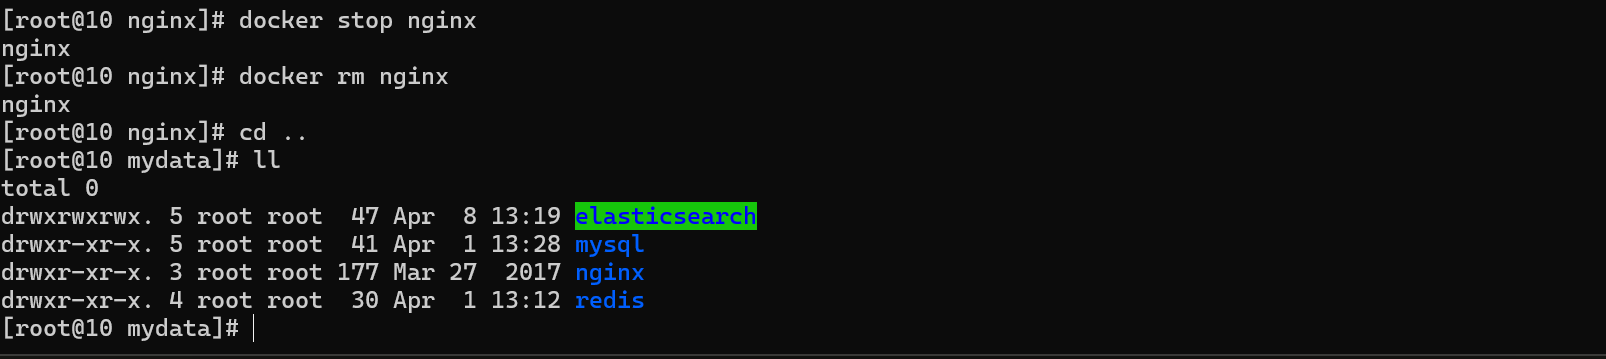 [root@10 nginx]# docker stop nginx
nginx
[root@10 nginx]# docker rm nginx
nginx
[root@10 nginx]# cd ..
[root@10 mydata]# ll
total 0
drwxrwxrwx. 5 root root  47 Apr  8 13:19 elasticsearch
drwxr-xr-x. 5 root root  41 Apr  1 13:28 mysql
drwxr-xr-x. 3 root root 177 Mar 27  2017 nginx
drwxr-xr-x. 4 root root  30 Apr  1 13:12 redis
[root@10 mydata]#